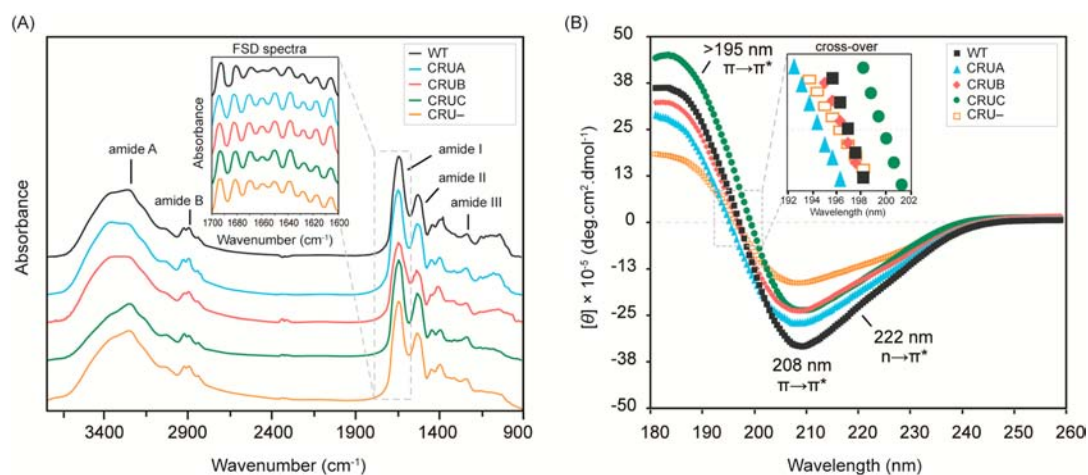 (A)
FSD spectra
Absorbance
1700 1680 1660 1640 1620 1600
Wavenumber (cm⁻¹)
WT
CRUA
CRUB
CRUC
CRU–
amide A
amide B
amide I
amide II
amide III
Absorbance
3400 2900 2400 1900 1400 900
Wavenumber (cm⁻¹)
(B)
50
38
25
13
0
-13
-25
-38
-50
[θ] × 10⁻⁵ (deg.cm².dmol⁻¹)
>195 nm
π→π*
cross-over
192 194 196 198 200 202
Wavelength (nm)
WT
CRUA
CRUB
CRUC
CRU–
222 nm
n→π*
208 nm
π→π*
180 190 200 210 220 230 240 250 260
Wavelength (nm)